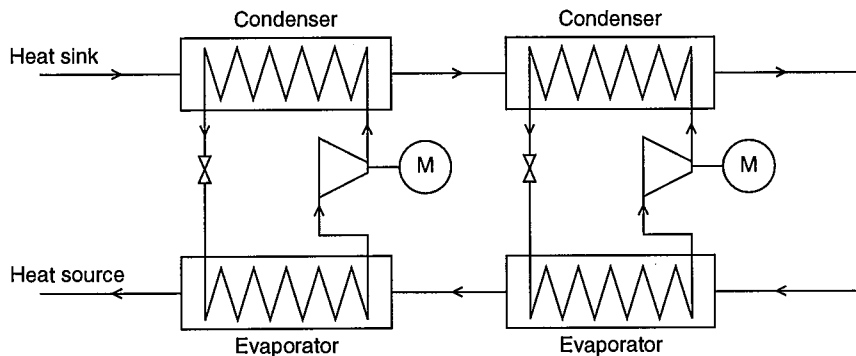 Condenser
Condenser
Heat sink
M
M
Heat source
Evaporator
Evaporator